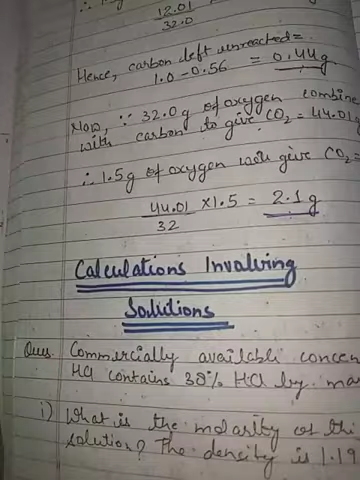 12.01
32.0
Hence, carbon left unreacted =
1.0 - 0.56 = 0.44g
Now, ∵ 32.0g of oxygen combine
with carbon to give CO2 = 44.01g
∴ 1.5g of oxygen will give CO2 =
44.01 × 1.5 = 2.1 g
32
Calculations Involving
Solutions
Ques. Commercially available concen
HCl contains 38% HCl by ma
i) What is the molarity of this
solution? The density is 1.19